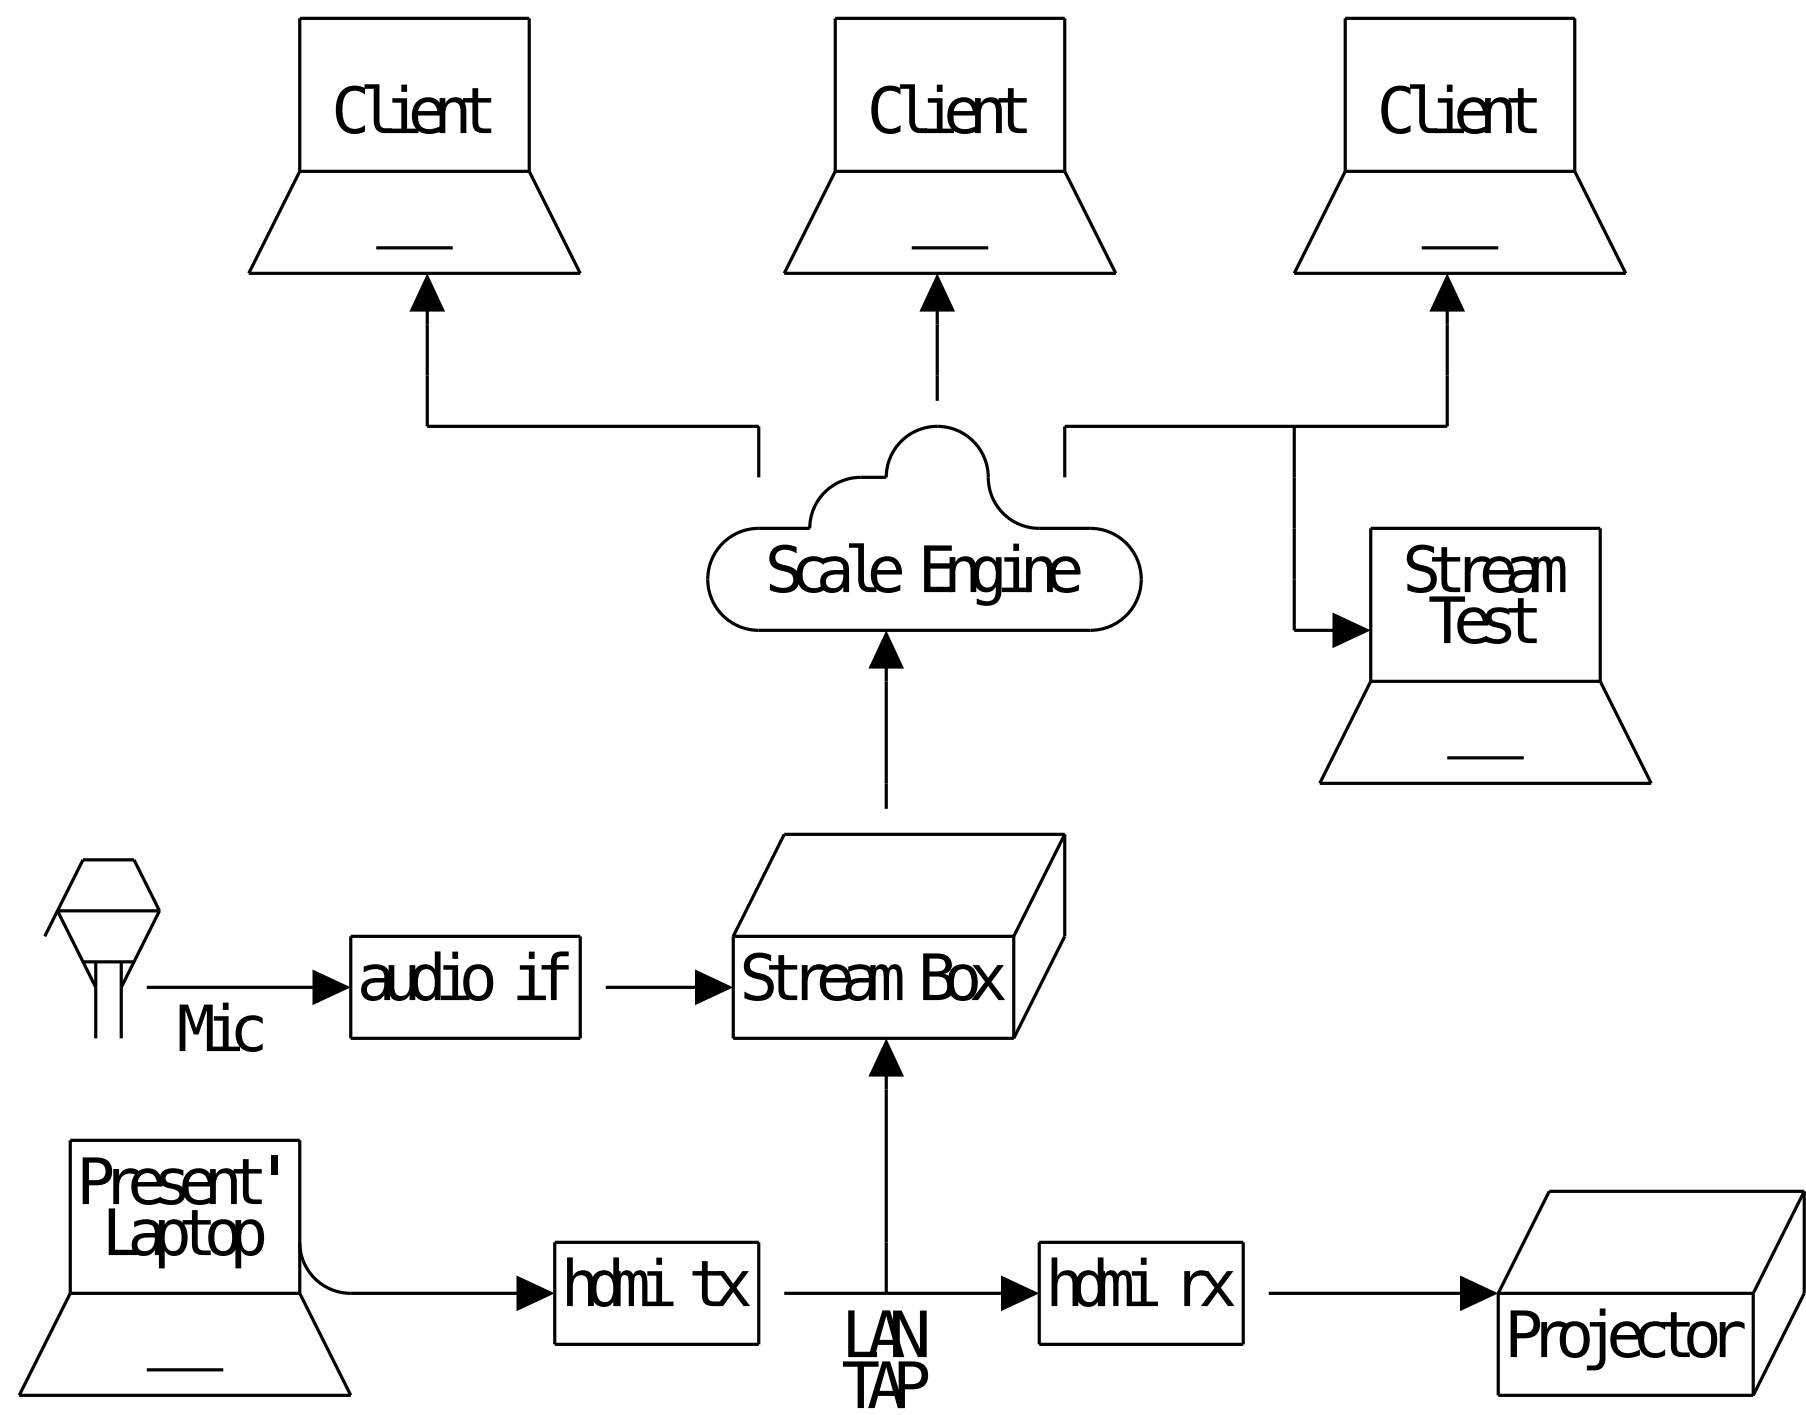 Client
Client
Client
Scale Engine
Stream
Test
Mic
audio if
Stream Box
Present'
Laptop
hdmi tx
LAN
TAP
hdmi rx
Projector